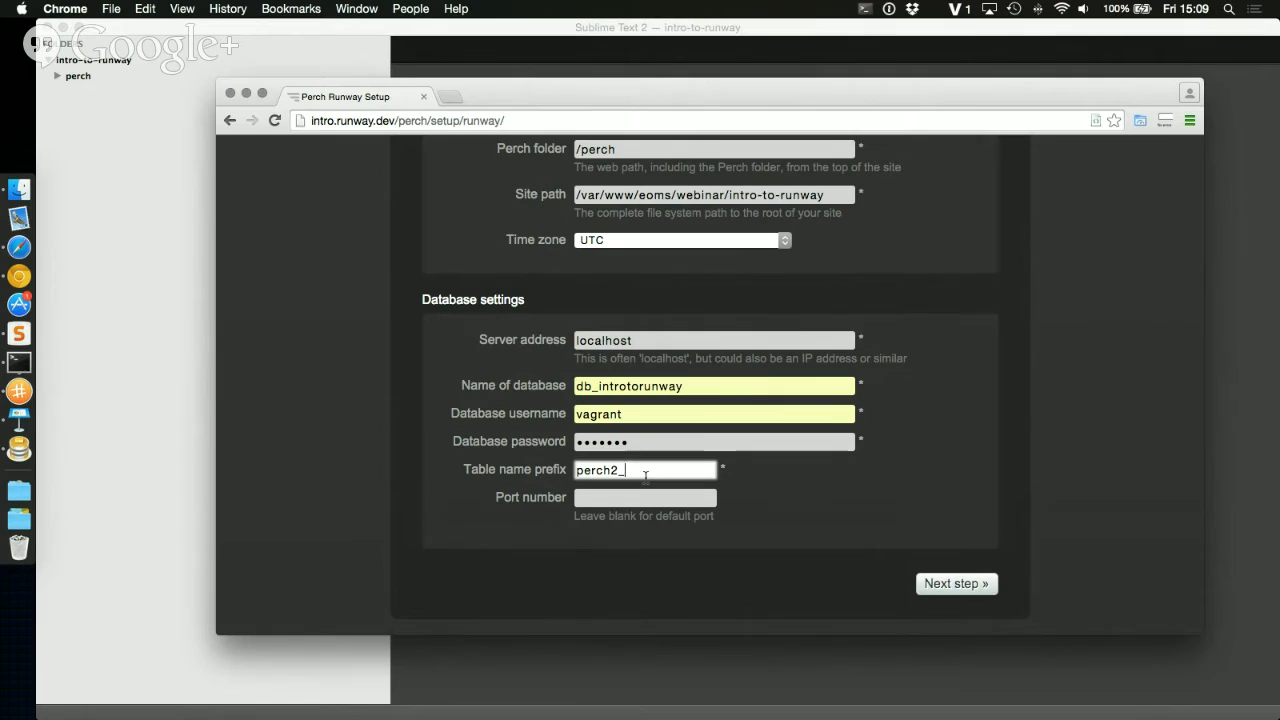 Chrome File Edit View History Bookmarks Window People Help
V 1 100% Fri 15:09
Sublime Text 2 — intro-to-runway
Google+
FOLDERS
intro-to-runway
perch
Perch Runway Setup
intro.runway.dev/perch/setup/runway/
Perch folder /perch *
The web path, including the Perch folder, from the top of the site
Site path /var/www/eoms/webinar/intro-to-runway *
The complete file system path to the root of your site
Time zone UTC
Database settings
Server address localhost *
This is often 'localhost', but could also be an IP address or similar
Name of database db_introtorunway *
Database username vagrant *
Database password ••••••• *
Table name prefix perch2_ *
Port number
Leave blank for default port
Next step »